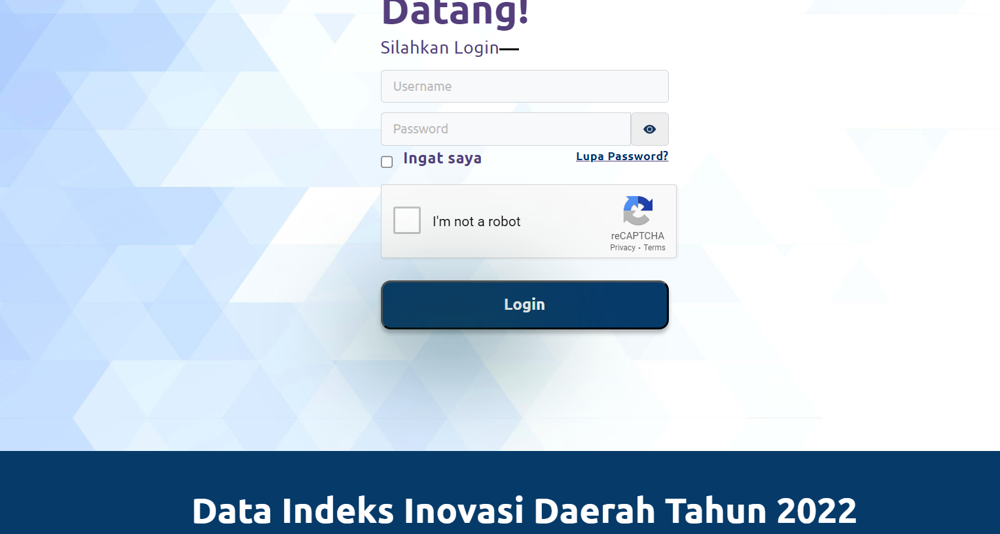 Datang!
Silahkan Login
Username
Password
Ingat saya
Lupa Password?
I'm not a robot
reCAPTCHA
Privacy - Terms
Login
Data Indeks Inovasi Daerah Tahun 2022